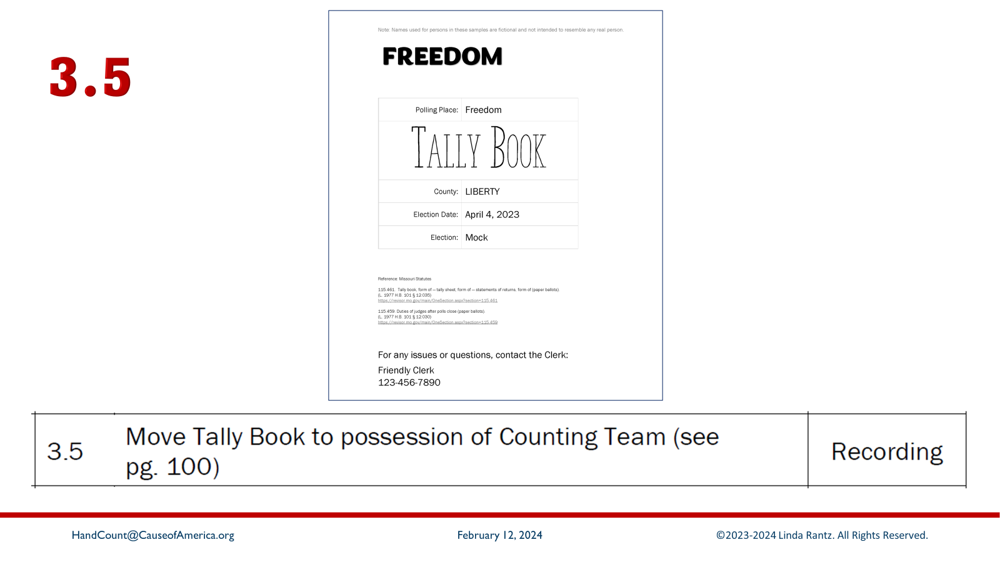 3.5
Note: Names used for persons in these samples are fictional and not intended to resemble any real person.
FREEDOM
Polling Place: Freedom
TALLY BOOK
County: LIBERTY
Election Date: April 4, 2023
Election: Mock
Reference: Missouri Statutes
115.461. Tally book, form of — tally sheet, form of — statements of returns, form of (paper ballots).
(L. 1977 H.B. 101 § 12.035)
https://revisor.mo.gov/main/OneSection.aspx?section=115.461
115.459. Duties of judges after polls close (paper ballots).
(L. 1977 H.B. 101 § 12.030)
https://revisor.mo.gov/main/OneSection.aspx?section=115.459
For any issues or questions, contact the Clerk:
Friendly Clerk
123-456-7890
3.5 Move Tally Book to possession of Counting Team (see
pg. 100) Recording
HandCount@CauseofAmerica.org February 12, 2024 ©2023-2024 Linda Rantz. All Rights Reserved.